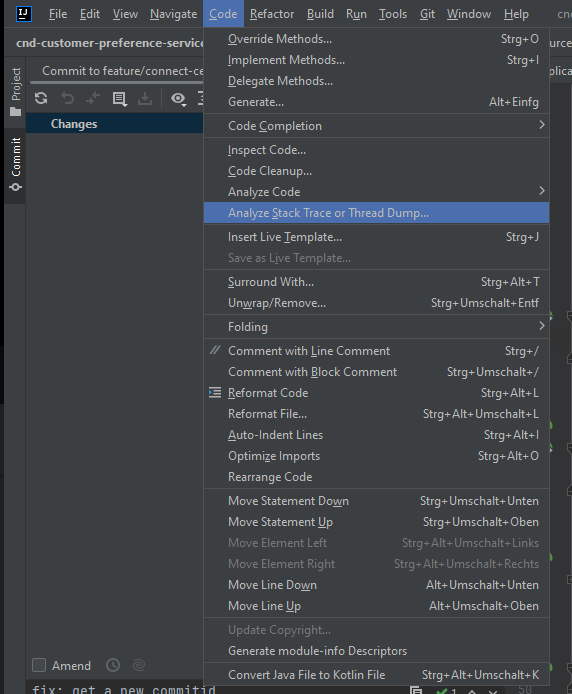 IJ File Edit View Navigate Code Refactor Build Run Tools Git Window Help cnd-
cnd-customer-preference-service
Project
Commit
Commit to feature/connect-ce
Changes
Override Methods... Strg+O
Implement Methods... Strg+I
Delegate Methods...
Generate... Alt+Einfg
Code Completion
Inspect Code...
Code Cleanup...
Analyze Code
Analyze Stack Trace or Thread Dump...
Insert Live Template... Strg+J
Save as Live Template...
Surround With... Strg+Alt+T
Unwrap/Remove... Strg+Umschalt+Entf
Folding
Comment with Line Comment Strg+/
Comment with Block Comment Strg+Umschalt+/
Reformat Code Strg+Alt+L
Reformat File... Strg+Alt+Umschalt+L
Auto-Indent Lines Strg+Alt+I
Optimize Imports Strg+Alt+O
Rearrange Code
Move Statement Down Strg+Umschalt+Unten
Move Statement Up Strg+Umschalt+Oben
Move Element Left Strg+Alt+Umschalt+Links
Move Element Right Strg+Alt+Umschalt+Rechts
Move Line Down Alt+Umschalt+Unten
Move Line Up Alt+Umschalt+Oben
Update Copyright...
Generate module-info Descriptors
Convert Java File to Kotlin File Strg+Alt+Umschalt+K
Amend
fix: get a new commitid
1
50